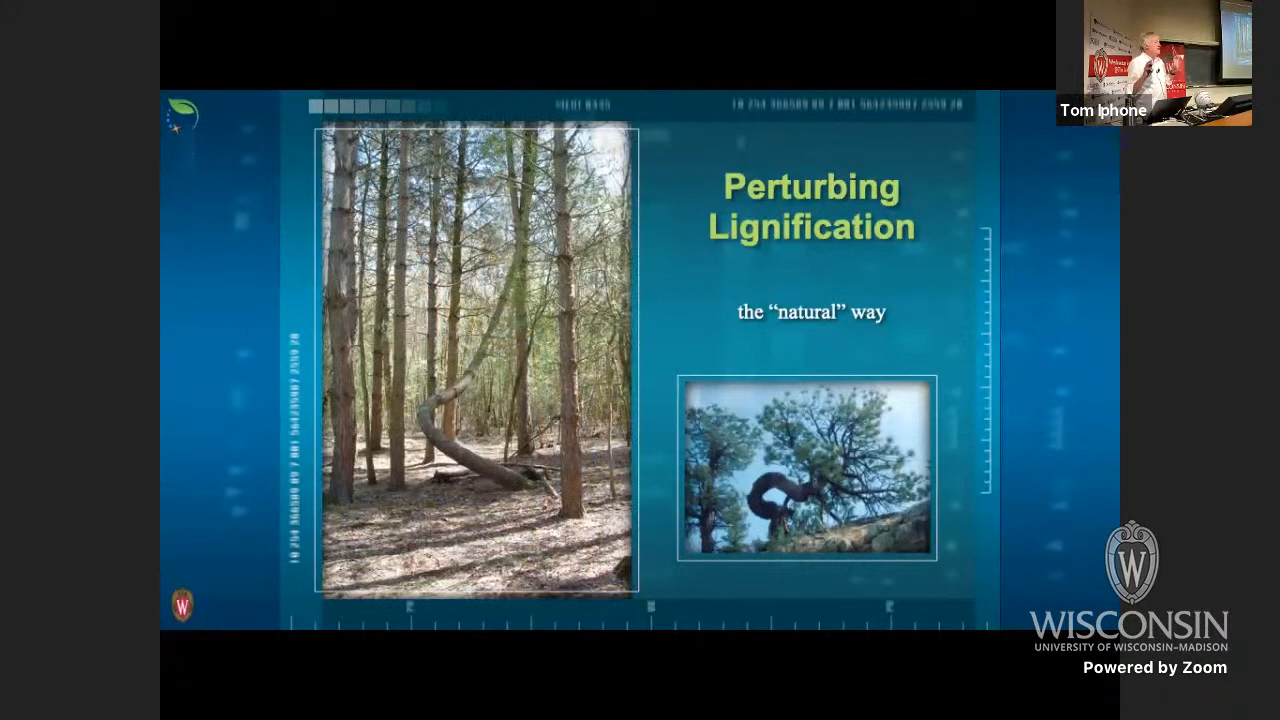 Tom Iphone
Perturbing
Lignification
the “natural” way
W
WISCONSIN
UNIVERSITY OF WISCONSIN–MADISON
Powered by Zoom